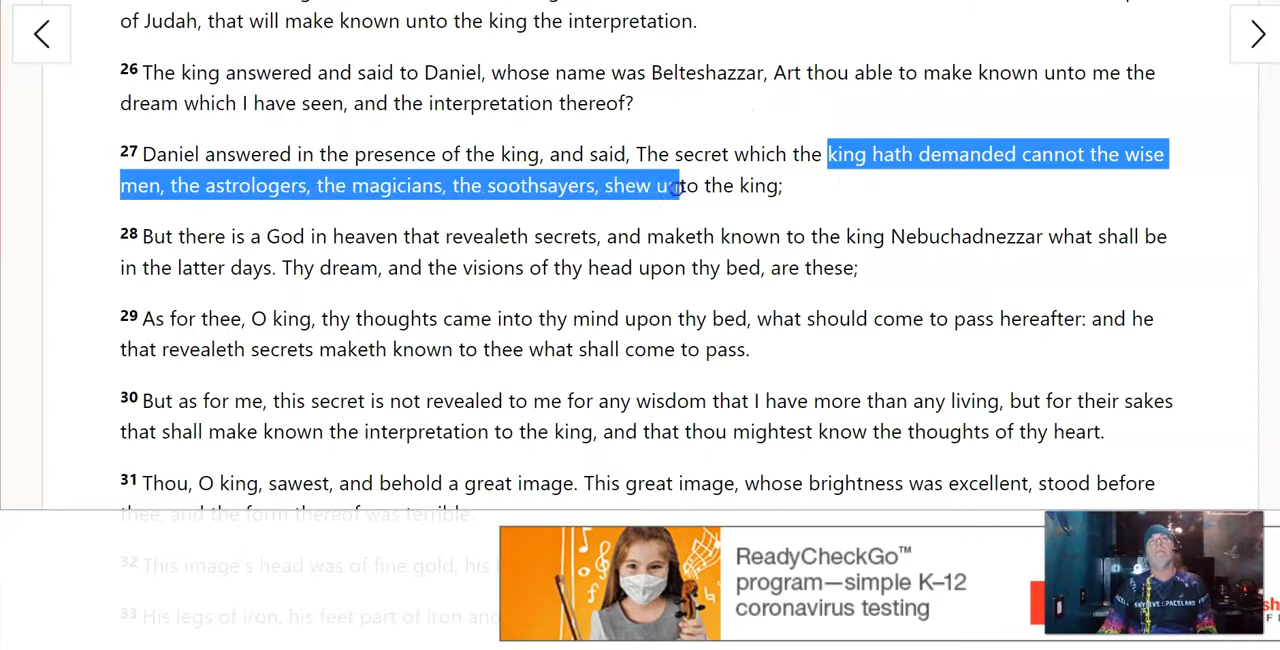 of Judah, that will make known unto the king the interpretation.
26 The king answered and said to Daniel, whose name was Belteshazzar, Art thou able to make known unto me the
dream which I have seen, and the interpretation thereof?
27 Daniel answered in the presence of the king, and said, The secret which the king hath demanded cannot the wise
men, the astrologers, the magicians, the soothsayers, shew unto the king;
28 But there is a God in heaven that revealeth secrets, and maketh known to the king Nebuchadnezzar what shall be
in the latter days. Thy dream, and the visions of thy head upon thy bed, are these;
29 As for thee, O king, thy thoughts came into thy mind upon thy bed, what should come to pass hereafter: and he
that revealeth secrets maketh known to thee what shall come to pass.
30 But as for me, this secret is not revealed to me for any wisdom that I have more than any living, but for their sakes
that shall make known the interpretation to the king, and that thou mightest know the thoughts of thy heart.
31 Thou, O king, sawest, and behold a great image. This great image, whose brightness was excellent, stood before
thee, and the form thereof was terrible.
32 This image's head was of fine gold, his
33 His legs of iron, his feet part of iron and
ReadyCheckGo™
program—simple K–12
coronavirus testing